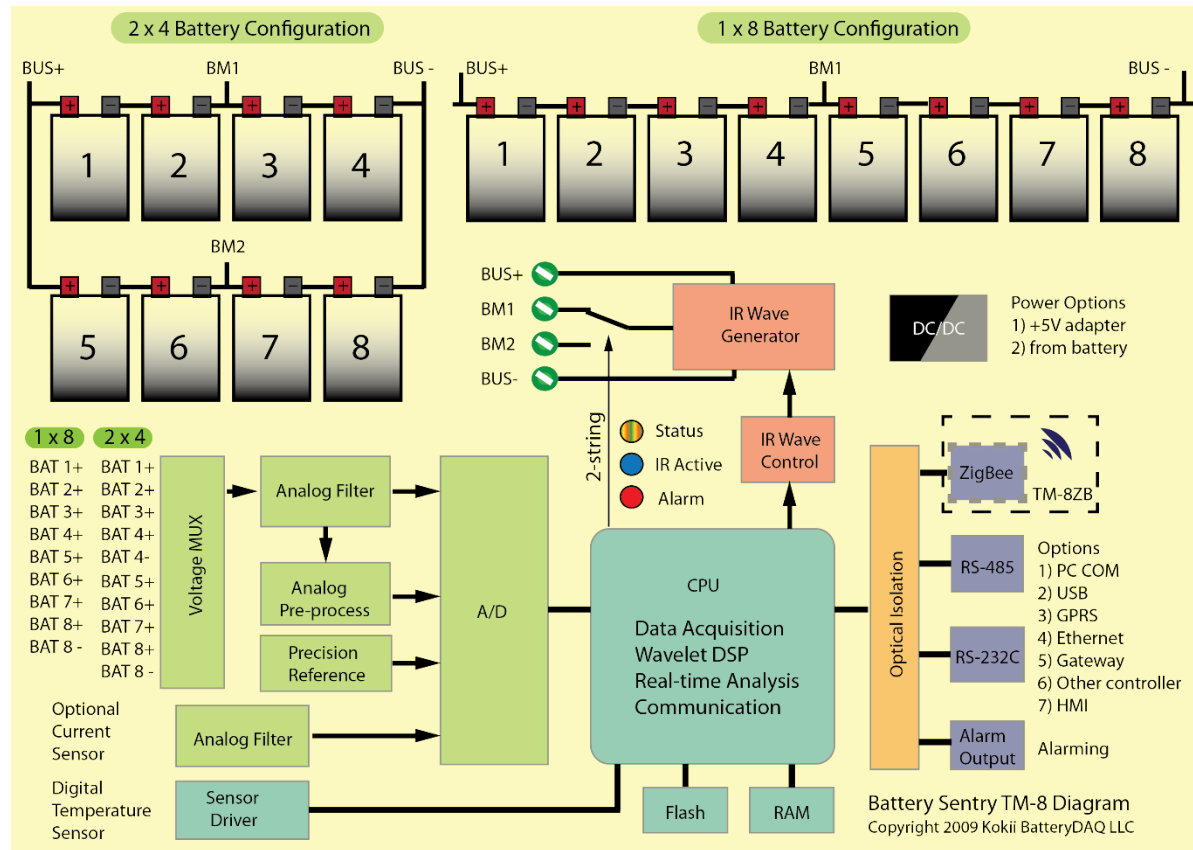 2 x 4 Battery Configuration
1 x 8 Battery Configuration
BUS+
BM1
BUS -
BUS+
BM1
BUS -
+ − + − + − + −
+ − + − + − + − + − + − + − + −
1 2 3 4
1 2 3 4 5 6 7 8
BM2
+ − + − + − + −
5 6 7 8
BUS+
BM1
BM2
BUS-
IR Wave
Generator
DC/DC
Power Options
1) +5V adapter
2) from battery
2-string
Status
IR Active
Alarm
IR Wave
Control
1 x 8
BAT 1+
BAT 2+
BAT 3+
BAT 4+
BAT 5+
BAT 6+
BAT 7+
BAT 8+
BAT 8 -
2 x 4
BAT 1+
BAT 2+
BAT 3+
BAT 4+
BAT 4-
BAT 5+
BAT 6+
BAT 7+
BAT 8+
BAT 8 -
Voltage MUX
Analog Filter
Analog
Pre-process
Precision
Reference
A/D
CPU
Data Acquisition
Wavelet DSP
Real-time Analysis
Communication
Optical Isolation
ZigBee
TM-8ZB
RS-485
RS-232C
Options
1) PC COM
2) USB
3) GPRS
4) Ethernet
5) Gateway
6) Other controller
7) HMI
Alarm
Output
Alarming
Optional
Current
Sensor
Analog Filter
Digital
Temperature
Sensor
Sensor
Driver
Flash
RAM
Battery Sentry TM-8 Diagram
Copyright 2009 Kokii BatteryDAQ LLC